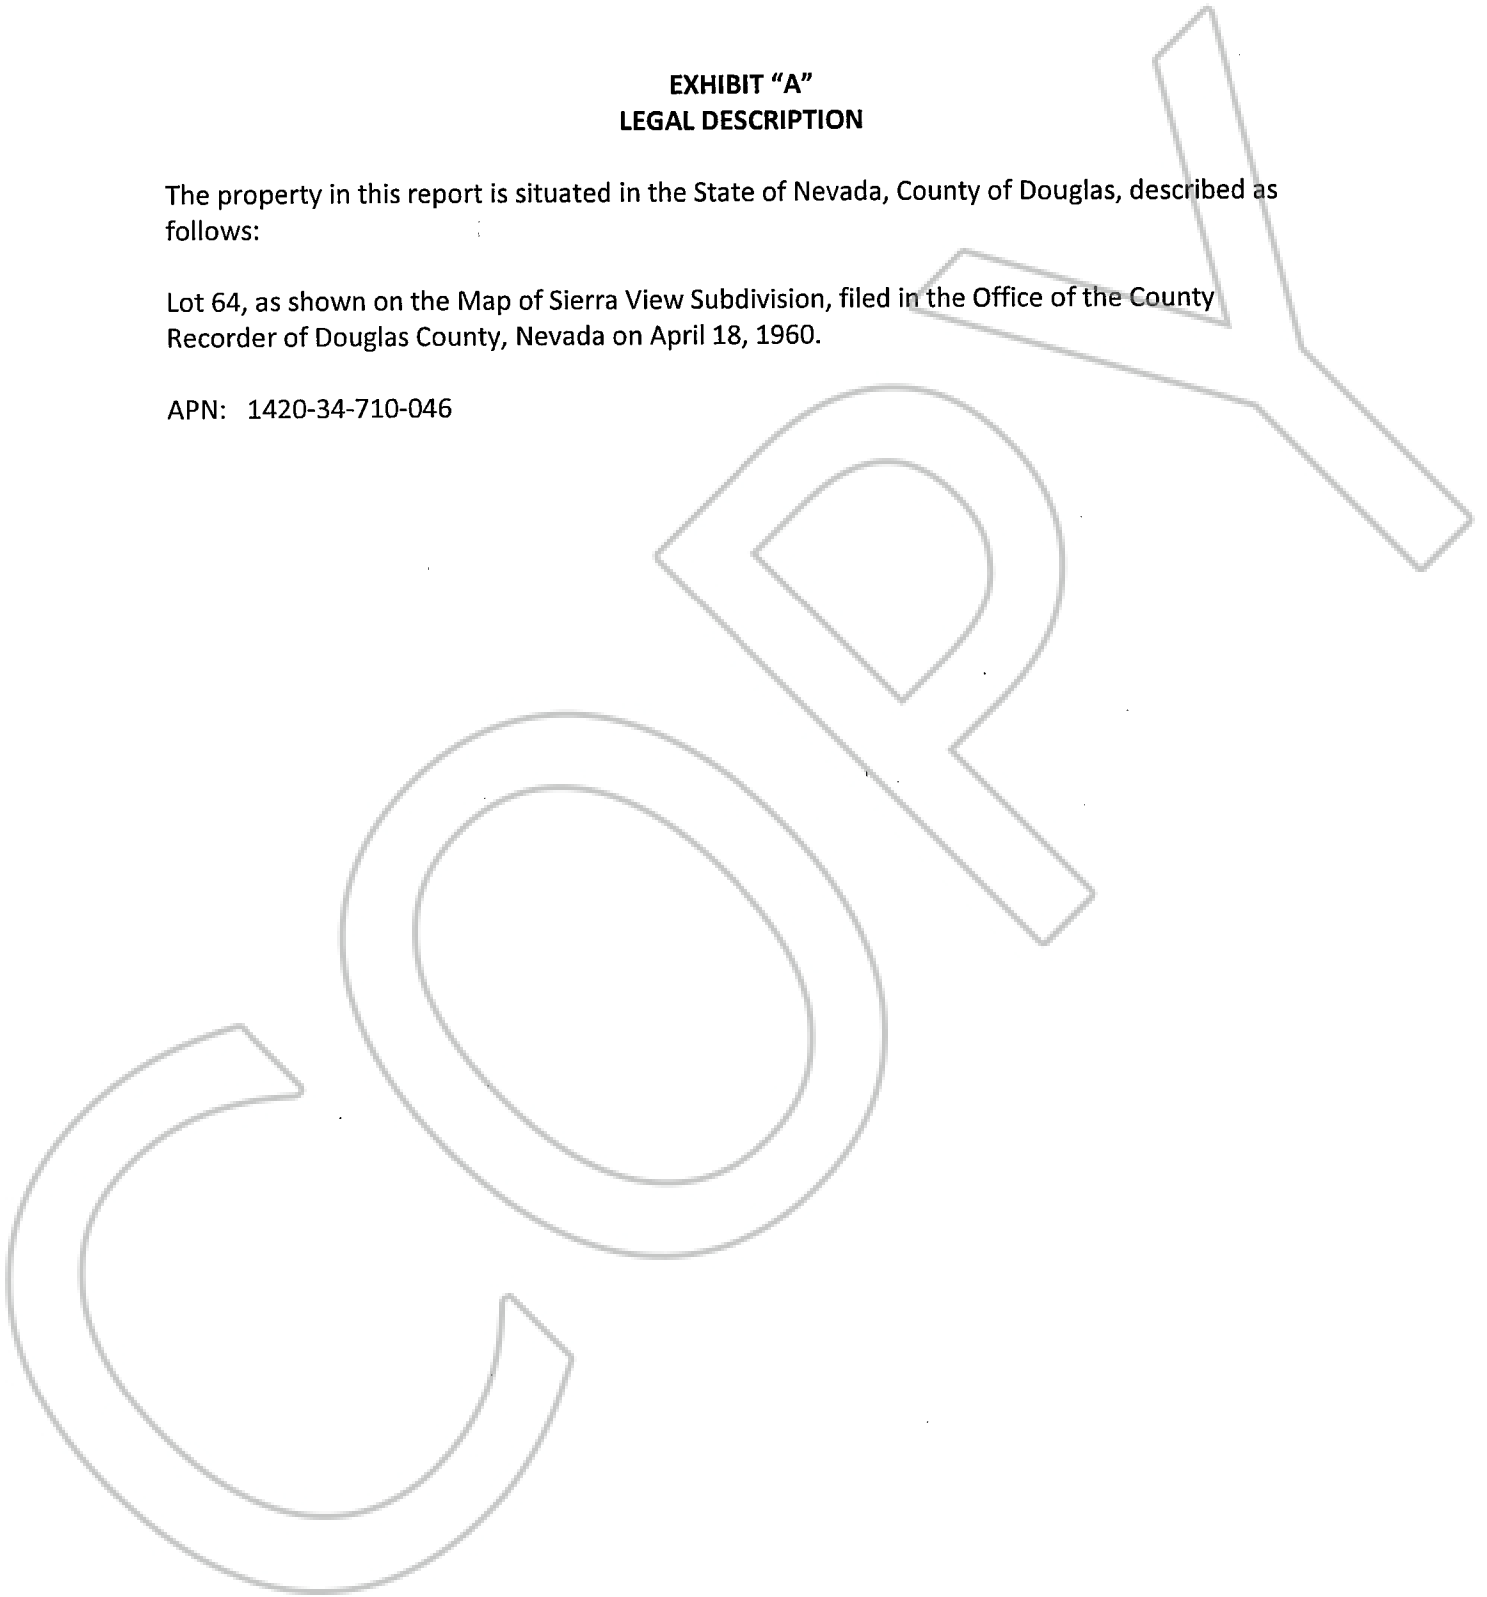 EXHIBIT “A”
LEGAL DESCRIPTION
The property in this report is situated in the State of Nevada, County of Douglas, described as
follows:
Lot 64, as shown on the Map of Sierra View Subdivision, filed in the Office of the County
Recorder of Douglas County, Nevada on April 18, 1960.
APN: 1420-34-710-046
COPY